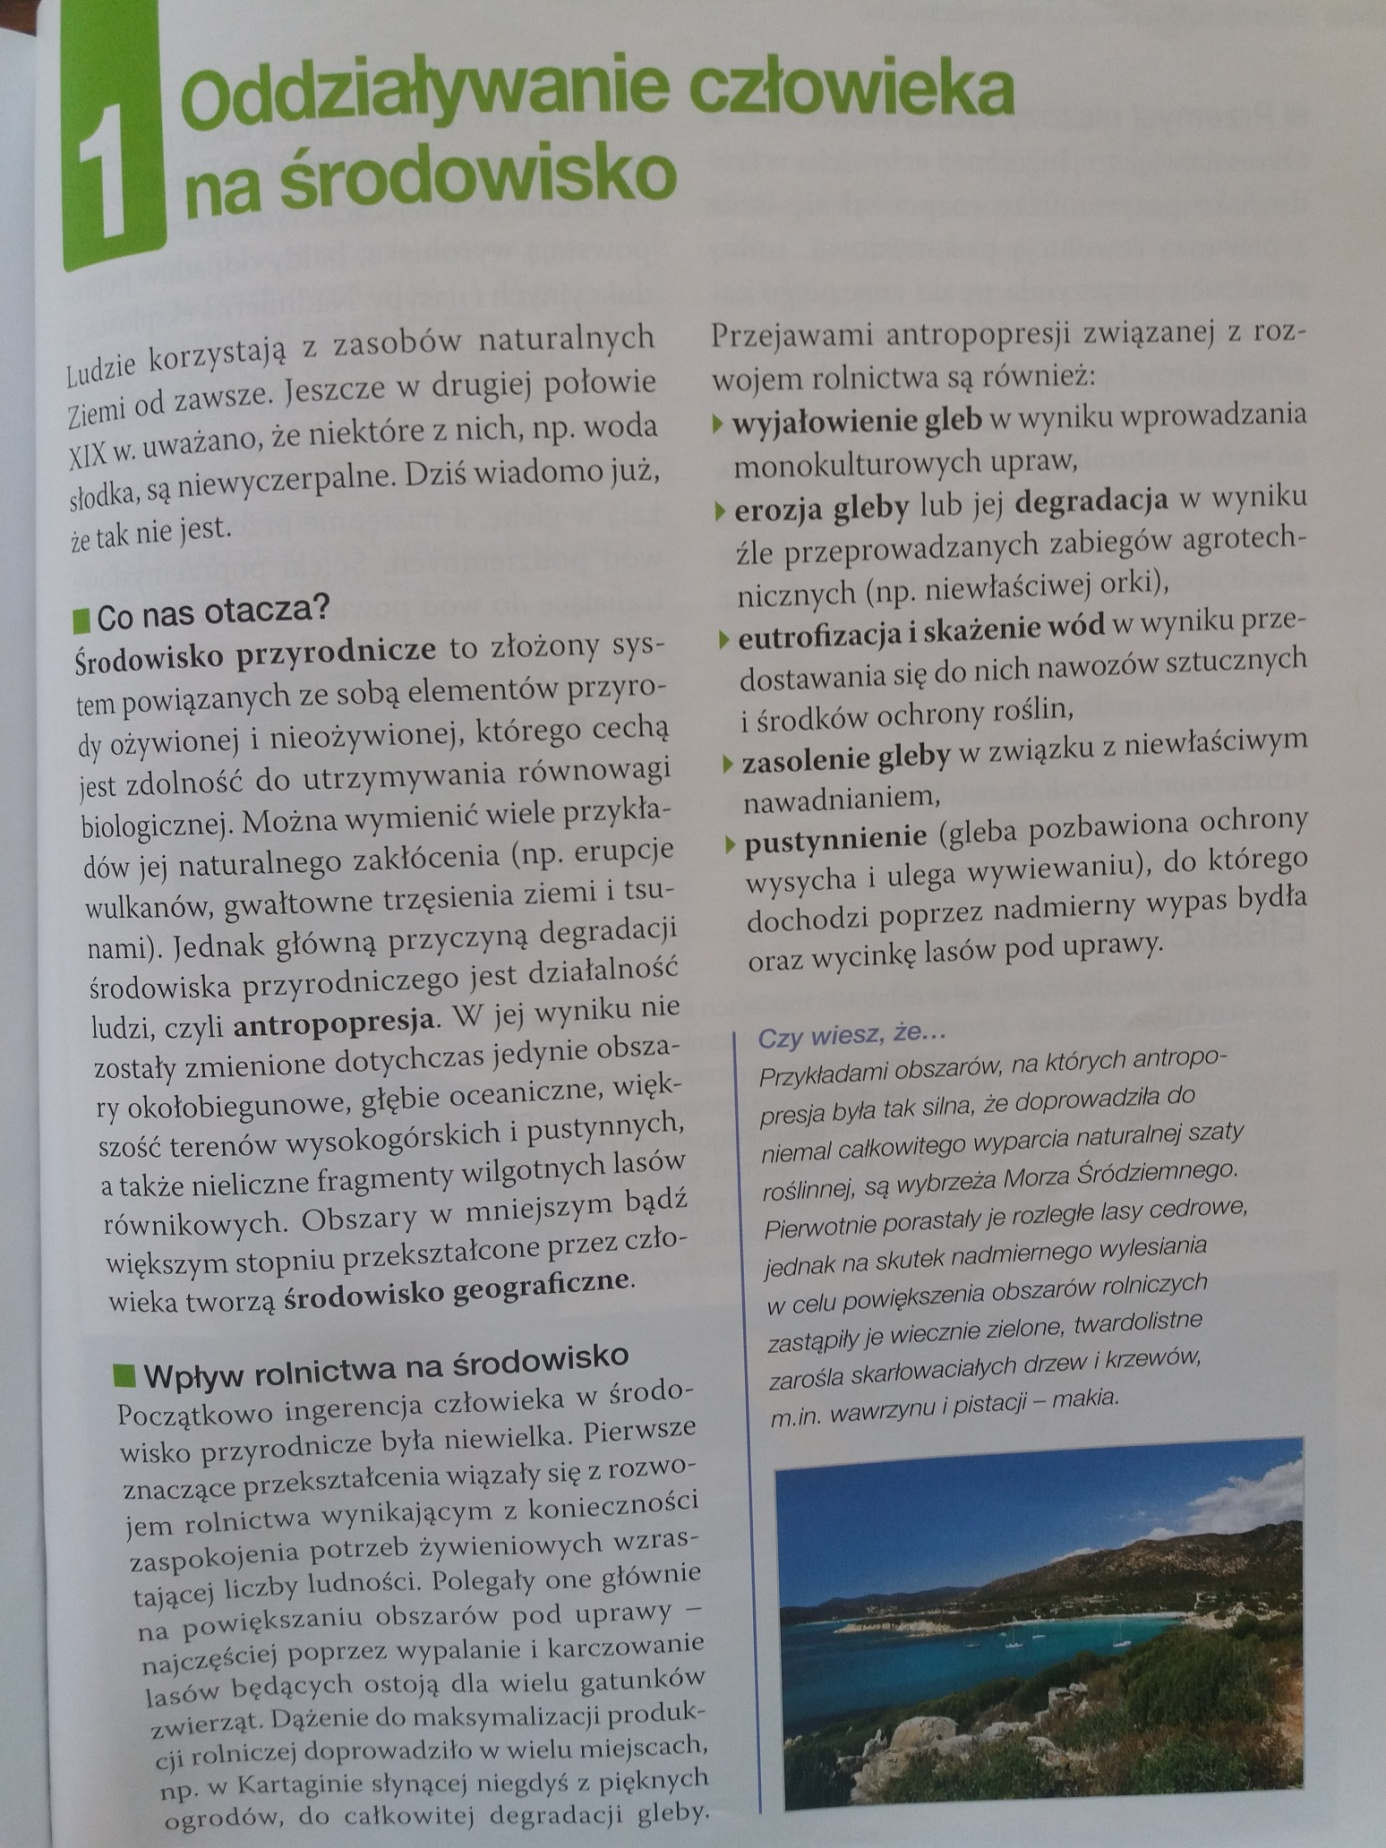 1
Oddziaływanie człowieka
na środowisko
Ludzie korzystają z zasobów naturalnych
Ziemi od zawsze. Jeszcze w drugiej połowie
XIX w. uważano, że niektóre z nich, np. woda
słodka, są niewyczerpalne. Dziś wiadomo już,
że tak nie jest.
Co nas otacza?
Środowisko przyrodnicze to złożony sys-
tem powiązanych ze sobą elementów przyro-
dy ożywionej i nieożywionej, którego cechą
jest zdolność do utrzymywania równowagi
biologicznej. Można wymienić wiele przykła-
dów jej naturalnego zakłócenia (np. erupcje
wulkanów, gwałtowne trzęsienia ziemi i tsu-
nami). Jednak główną przyczyną degradacji
środowiska przyrodniczego jest działalność
ludzi, czyli antropopresja. W jej wyniku nie
zostały zmienione dotychczas jedynie obsza-
ry okołobiegunowe, głębie oceaniczne, więk-
szość terenów wysokogórskich i pustynnych,
a także nieliczne fragmenty wilgotnych lasów
równikowych. Obszary w mniejszym bądź
większym stopniu przekształcone przez czło-
wieka tworzą środowisko geograficzne.
Wpływ rolnictwa na środowisko
Początkowo ingerencja człowieka w środo-
wisko przyrodnicze była niewielka. Pierwsze
znaczące przekształcenia wiązały się z rozwo-
jem rolnictwa wynikającym z konieczności
zaspokojenia potrzeb żywieniowych wzras-
tającej liczby ludności. Polegały one głównie
na powiększaniu obszarów pod uprawy –
najczęściej poprzez wypalanie i karczowanie
lasów będących ostoją dla wielu gatunków
zwierząt. Dążenie do maksymalizacji produk-
cji rolniczej doprowadziło w wielu miejscach,
np. w Kartaginie słynącej niegdyś z pięknych
ogrodów, do całkowitej degradacji gleby.
Przejawami antropopresji związanej z roz-
wojem rolnictwa są również:
wyjałowienie gleb w wyniku wprowadzania
monokulturowych upraw,
erozja gleby lub jej degradacja w wyniku
źle przeprowadzanych zabiegów agrotech-
nicznych (np. niewłaściwej orki),
eutrofizacja i skażenie wód w wyniku prze-
dostawania się do nich nawozów sztucznych
i środków ochrony roślin,
zasolenie gleby w związku z niewłaściwym
nawadnianiem,
pustynnienie (gleba pozbawiona ochrony
wysycha i ulega wywiewaniu), do którego
dochodzi poprzez nadmierny wypas bydła
oraz wycinkę lasów pod uprawy.
Czy wiesz, że...
Przykładami obszarów, na których antropo-
presja była tak silna, że doprowadziła do
niemal całkowitego wyparcia naturalnej szaty
roślinnej, są wybrzeża Morza Śródziemnego.
Pierwotnie porastały je rozległe lasy cedrowe,
jednak na skutek nadmiernego wylesiania
w celu powiększenia obszarów rolniczych
zastąpiły je wiecznie zielone, twardolistne
zarośla skarłowaciałych drzew i krzewów,
m.in. wawrzynu i pistacji – makia.